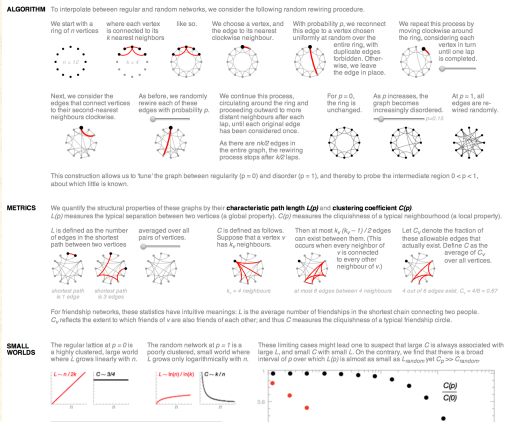 ALGORITHM To interpolate between regular and random networks, we consider the following random rewiring procedure.
We start with a
ring of n vertices
n = 12
where each vertex
is connected to its
k nearest neighbors
k = 4
like so.
We choose a vertex, and
the edge to its nearest
clockwise neighbour.
With probability p, we reconnect
this edge to a vertex chosen
uniformly at random over the
entire ring, with
duplicate edges
forbidden. Other-
wise, we leave
the edge in place.
We repeat this process by
moving clockwise around
the ring, considering each
vertex in turn
until one lap
is completed.
Next, we consider the
edges that connect vertices
to their second-nearest
neighbours clockwise.
As before, we randomly
rewire each of these
edges with probability p.
We continue this process,
circulating around the ring and
proceeding outward to more
distant neighbours after each
lap, until each original edge
has been considered once.
As there are nk/2 edges in
the entire graph, the rewiring
process stops after k/2 laps.
For p = 0,
the ring is
unchanged.
As p increases, the
graph becomes
increasingly disordered.
p=0.15
At p = 1, all
edges are re-
wired randomly.
This construction allows us to 'tune' the graph between regularity (p = 0) and disorder (p = 1), and thereby to probe the intermediate region 0 < p < 1,
about which little is known.
METRICS We quantify the structural properties of these graphs by their characteristic path length L(p) and clustering coefficient C(p).
L(p) measures the typical separation between two vertices (a global property). C(p) measures the cliquishness of a typical neighbourhood (a local property).
L is defined as the number
of edges in the shortest
path between two vertices
shortest path
is 1 edge
shortest path
is 3 edges
averaged over all
pairs of vertices.
C is defined as follows.
Suppose that a vertex v
has kv neighbours.
kv = 4 neighbours
Then at most kv (kv − 1) / 2 edges
can exist between them. (This
occurs when every neighbor of
v is connected
to every other
neighbour of v.)
at most 6 edges between 4 neighbours
Let Cv denote the fraction of
these allowable edges that
actually exist. Define C as the
average of Cv
over all vertices.
4 out of 6 edges exist. Cv = 4/6 = 0.67
For friendship networks, these statistics have intuitive meanings: L is the average number of friendships in the shortest chain connecting two people.
Cv reflects the extent to which friends of v are also friends of each other; and thus C measures the cliquishness of a typical friendship circle.
SMALL
WORLDS
The regular lattice at p = 0 is
a highly clustered, large world
where L grows linearly with n.
L ~ n / 2k
C ~ 3/4
n
n
The random network at p = 1 is a
poorly clustered, small world where
L grows only logarithmically with n.
L ~ ln(n) / ln(k)
C ~ k / n
n
n
These limiting cases might lead one to suspect that large C is always associated with
large L, and small C with small L. On the contrary, we find that there is a broad
interval of p over which L(p) is almost as small as Lrandom yet Cp >> Crandom
1
0.8
C(p)
C(0)